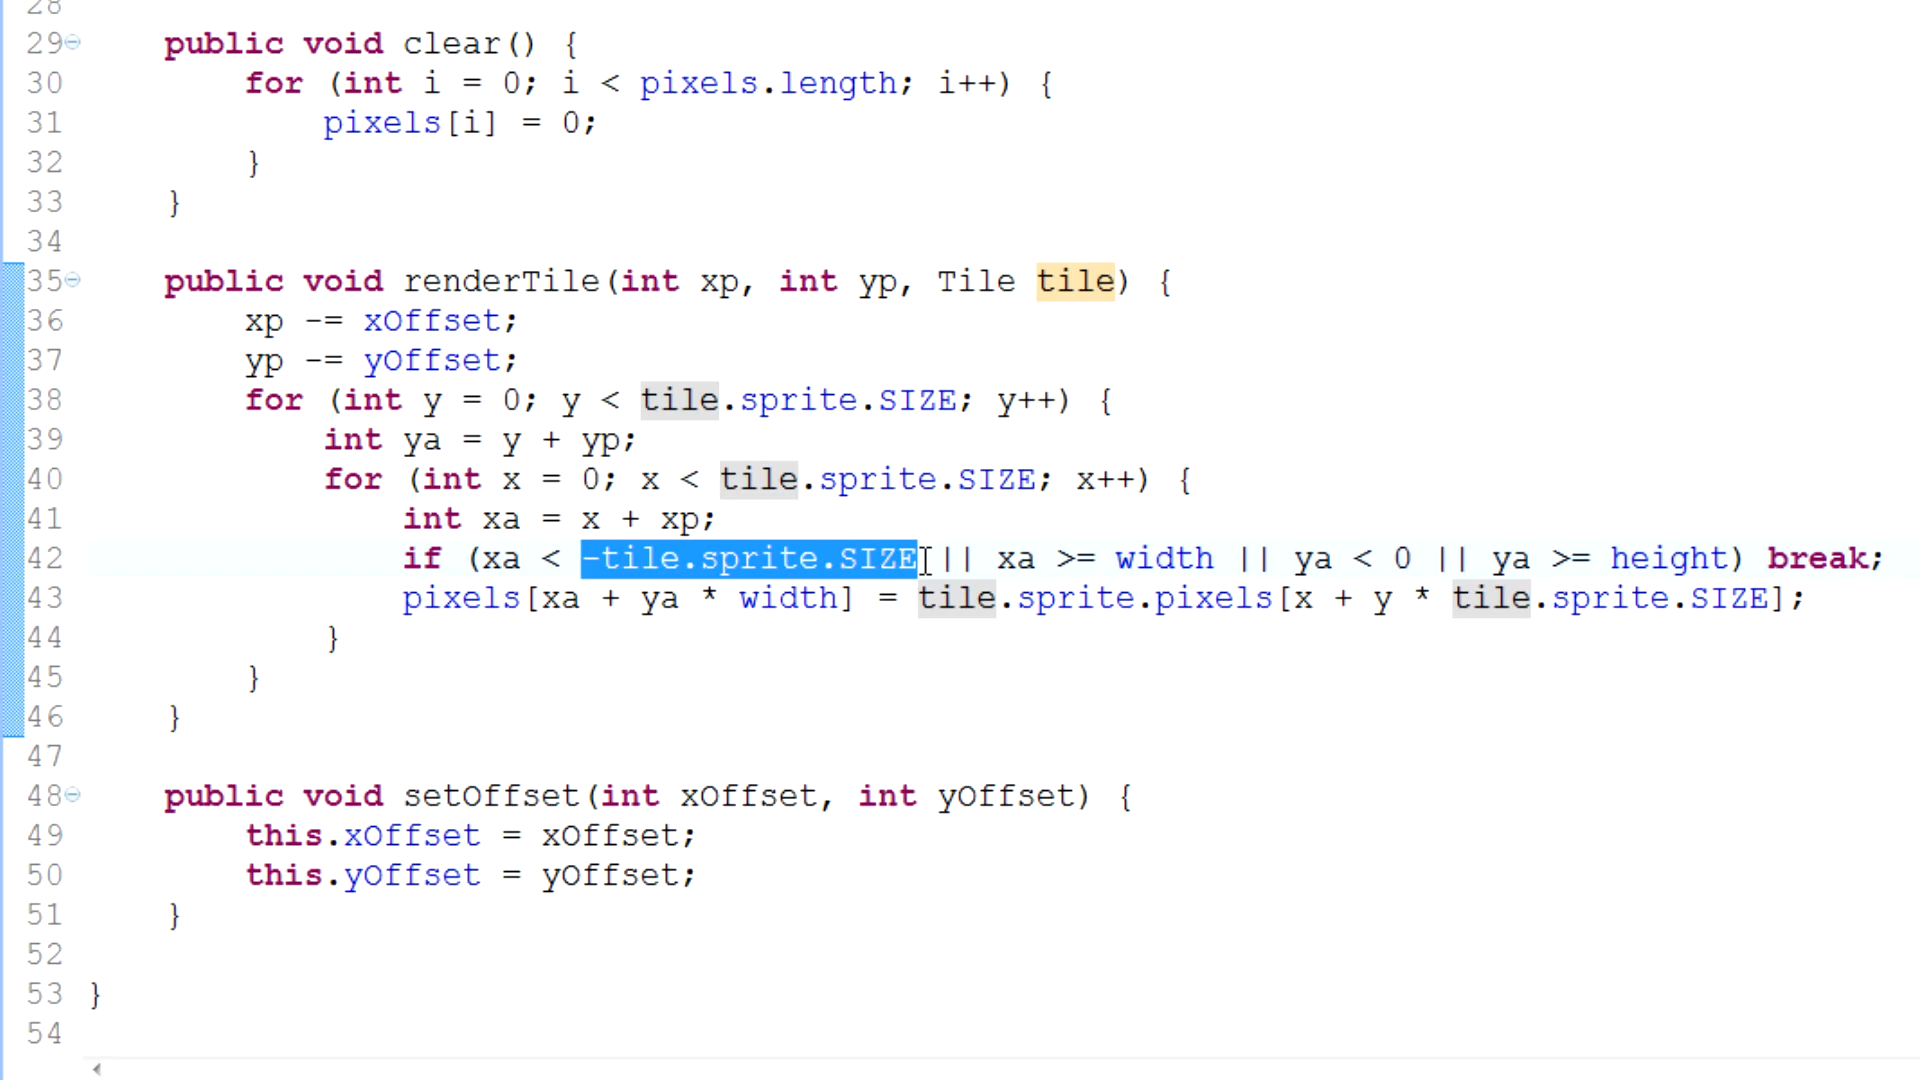 28
29 public void clear() {
30 for (int i = 0; i < pixels.length; i++) {
31 pixels[i] = 0;
32 }
33 }
34
35 public void renderTile(int xp, int yp, Tile tile) {
36 xp -= xOffset;
37 yp -= yOffset;
38 for (int y = 0; y < tile.sprite.SIZE; y++) {
39 int ya = y + yp;
40 for (int x = 0; x < tile.sprite.SIZE; x++) {
41 int xa = x + xp;
42 if (xa < -tile.sprite.SIZE || xa >= width || ya < 0 || ya >= height) break;
43 pixels[xa + ya * width] = tile.sprite.pixels[x + y * tile.sprite.SIZE];
44 }
45 }
46 }
47
48 public void setOffset(int xOffset, int yOffset) {
49 this.xOffset = xOffset;
50 this.yOffset = yOffset;
51 }
52
53 }
54